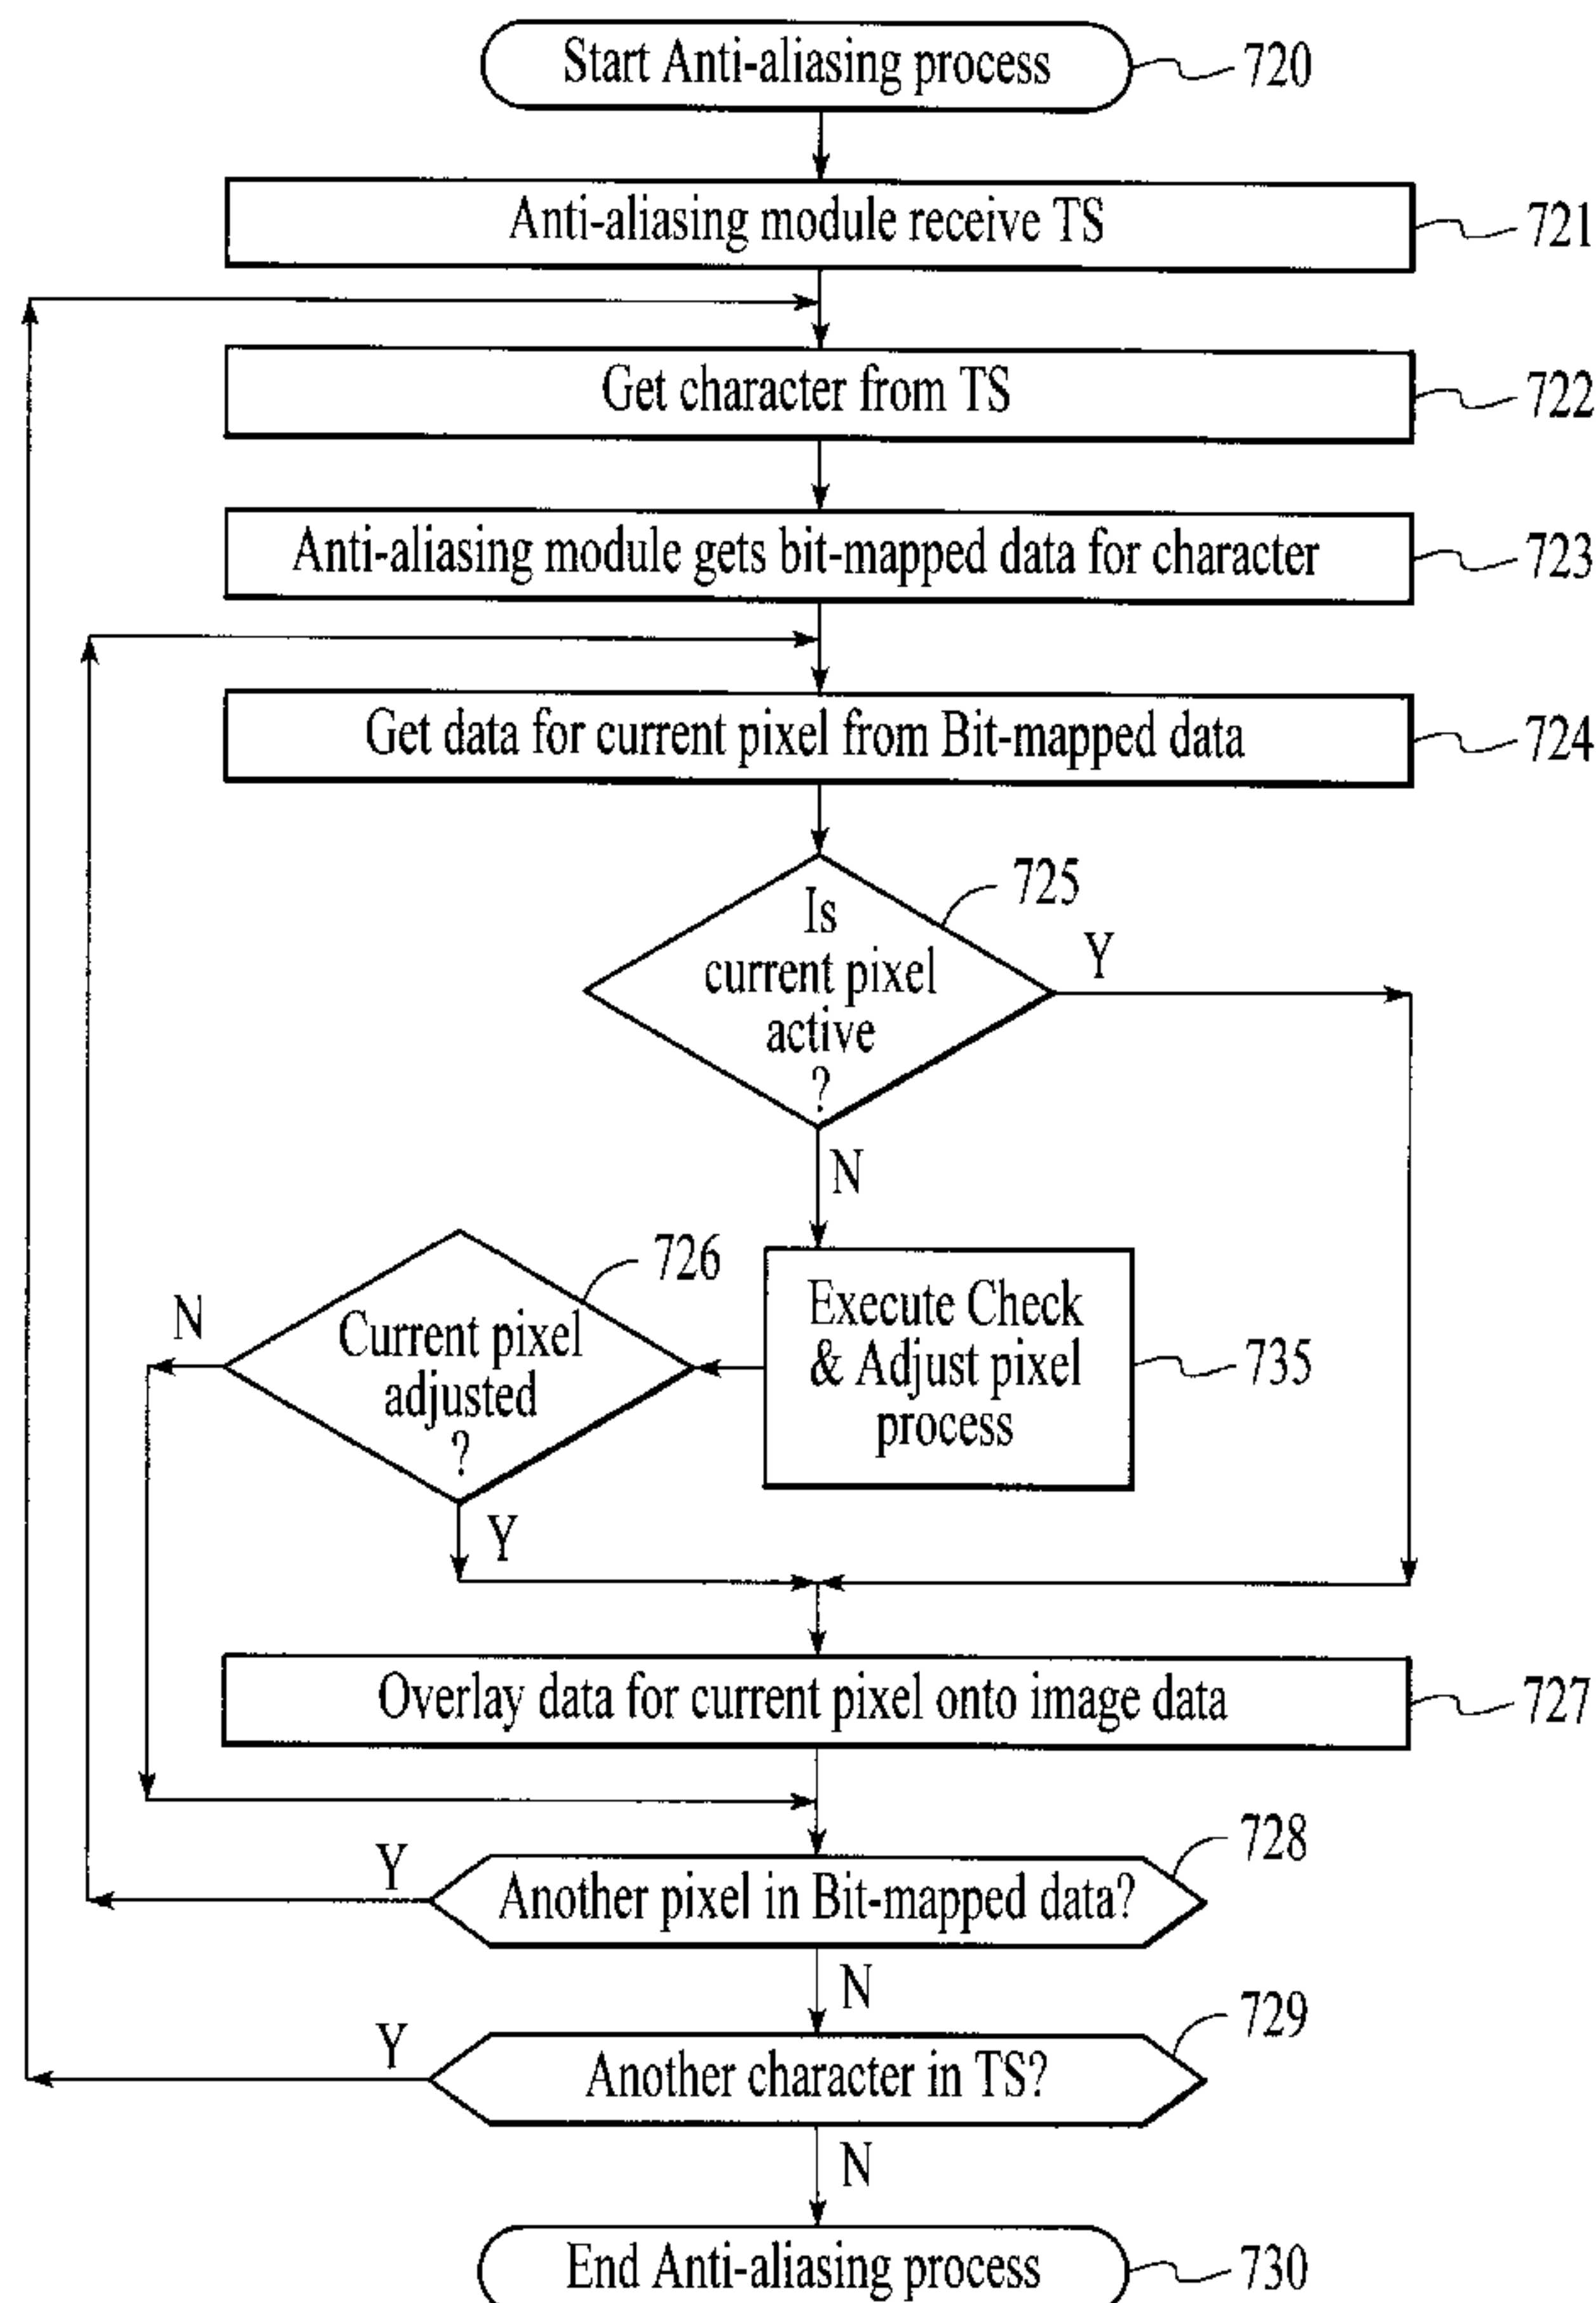 Start Anti-aliasing process
720
Anti-aliasing module receive TS
721
Get character from TS
722
Anti-aliasing module gets bit-mapped data for character
723
Get data for current pixel from Bit-mapped data
724
725
Is
current pixel
active
?
Y
N
726
Current pixel
adjusted
?
N
Y
Execute Check
& Adjust pixel
process
735
Overlay data for current pixel onto image data
727
728
Another pixel in Bit-mapped data?
Y
N
729
Another character in TS?
Y
N
End Anti-aliasing process
730